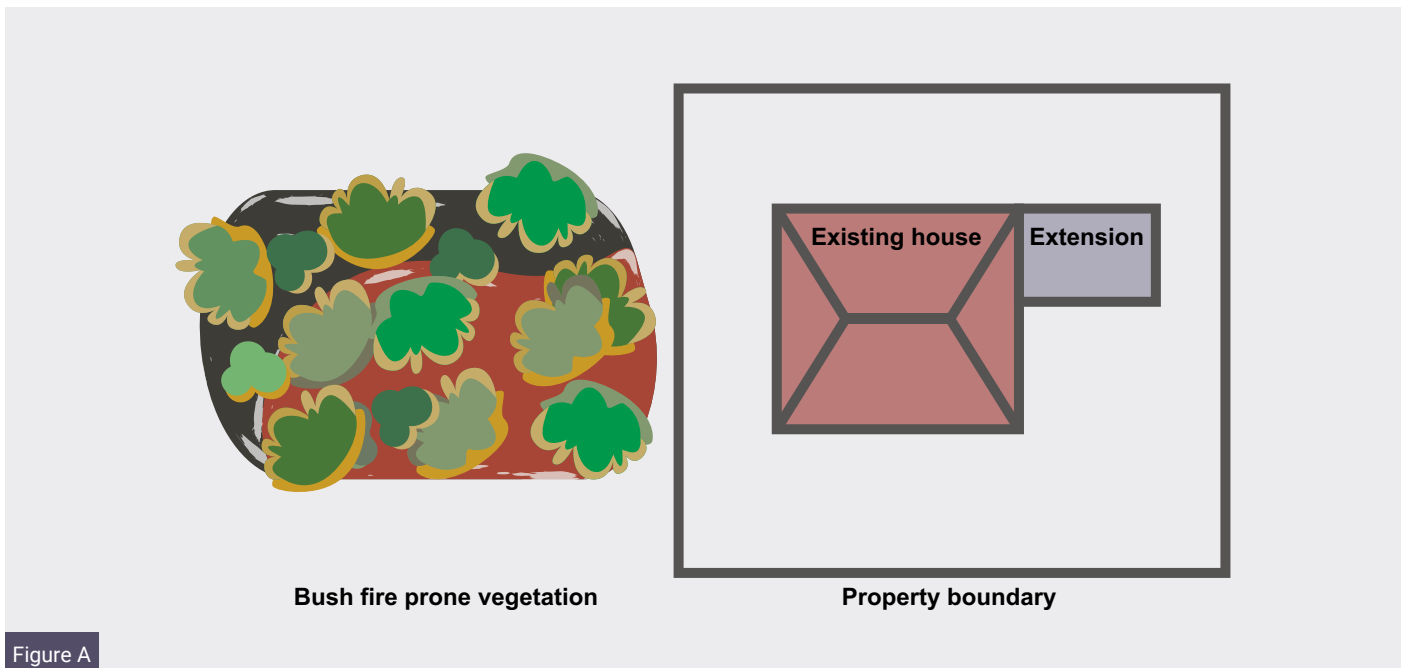 Existing house
Extension
Bush fire prone vegetation
Property boundary
Figure A